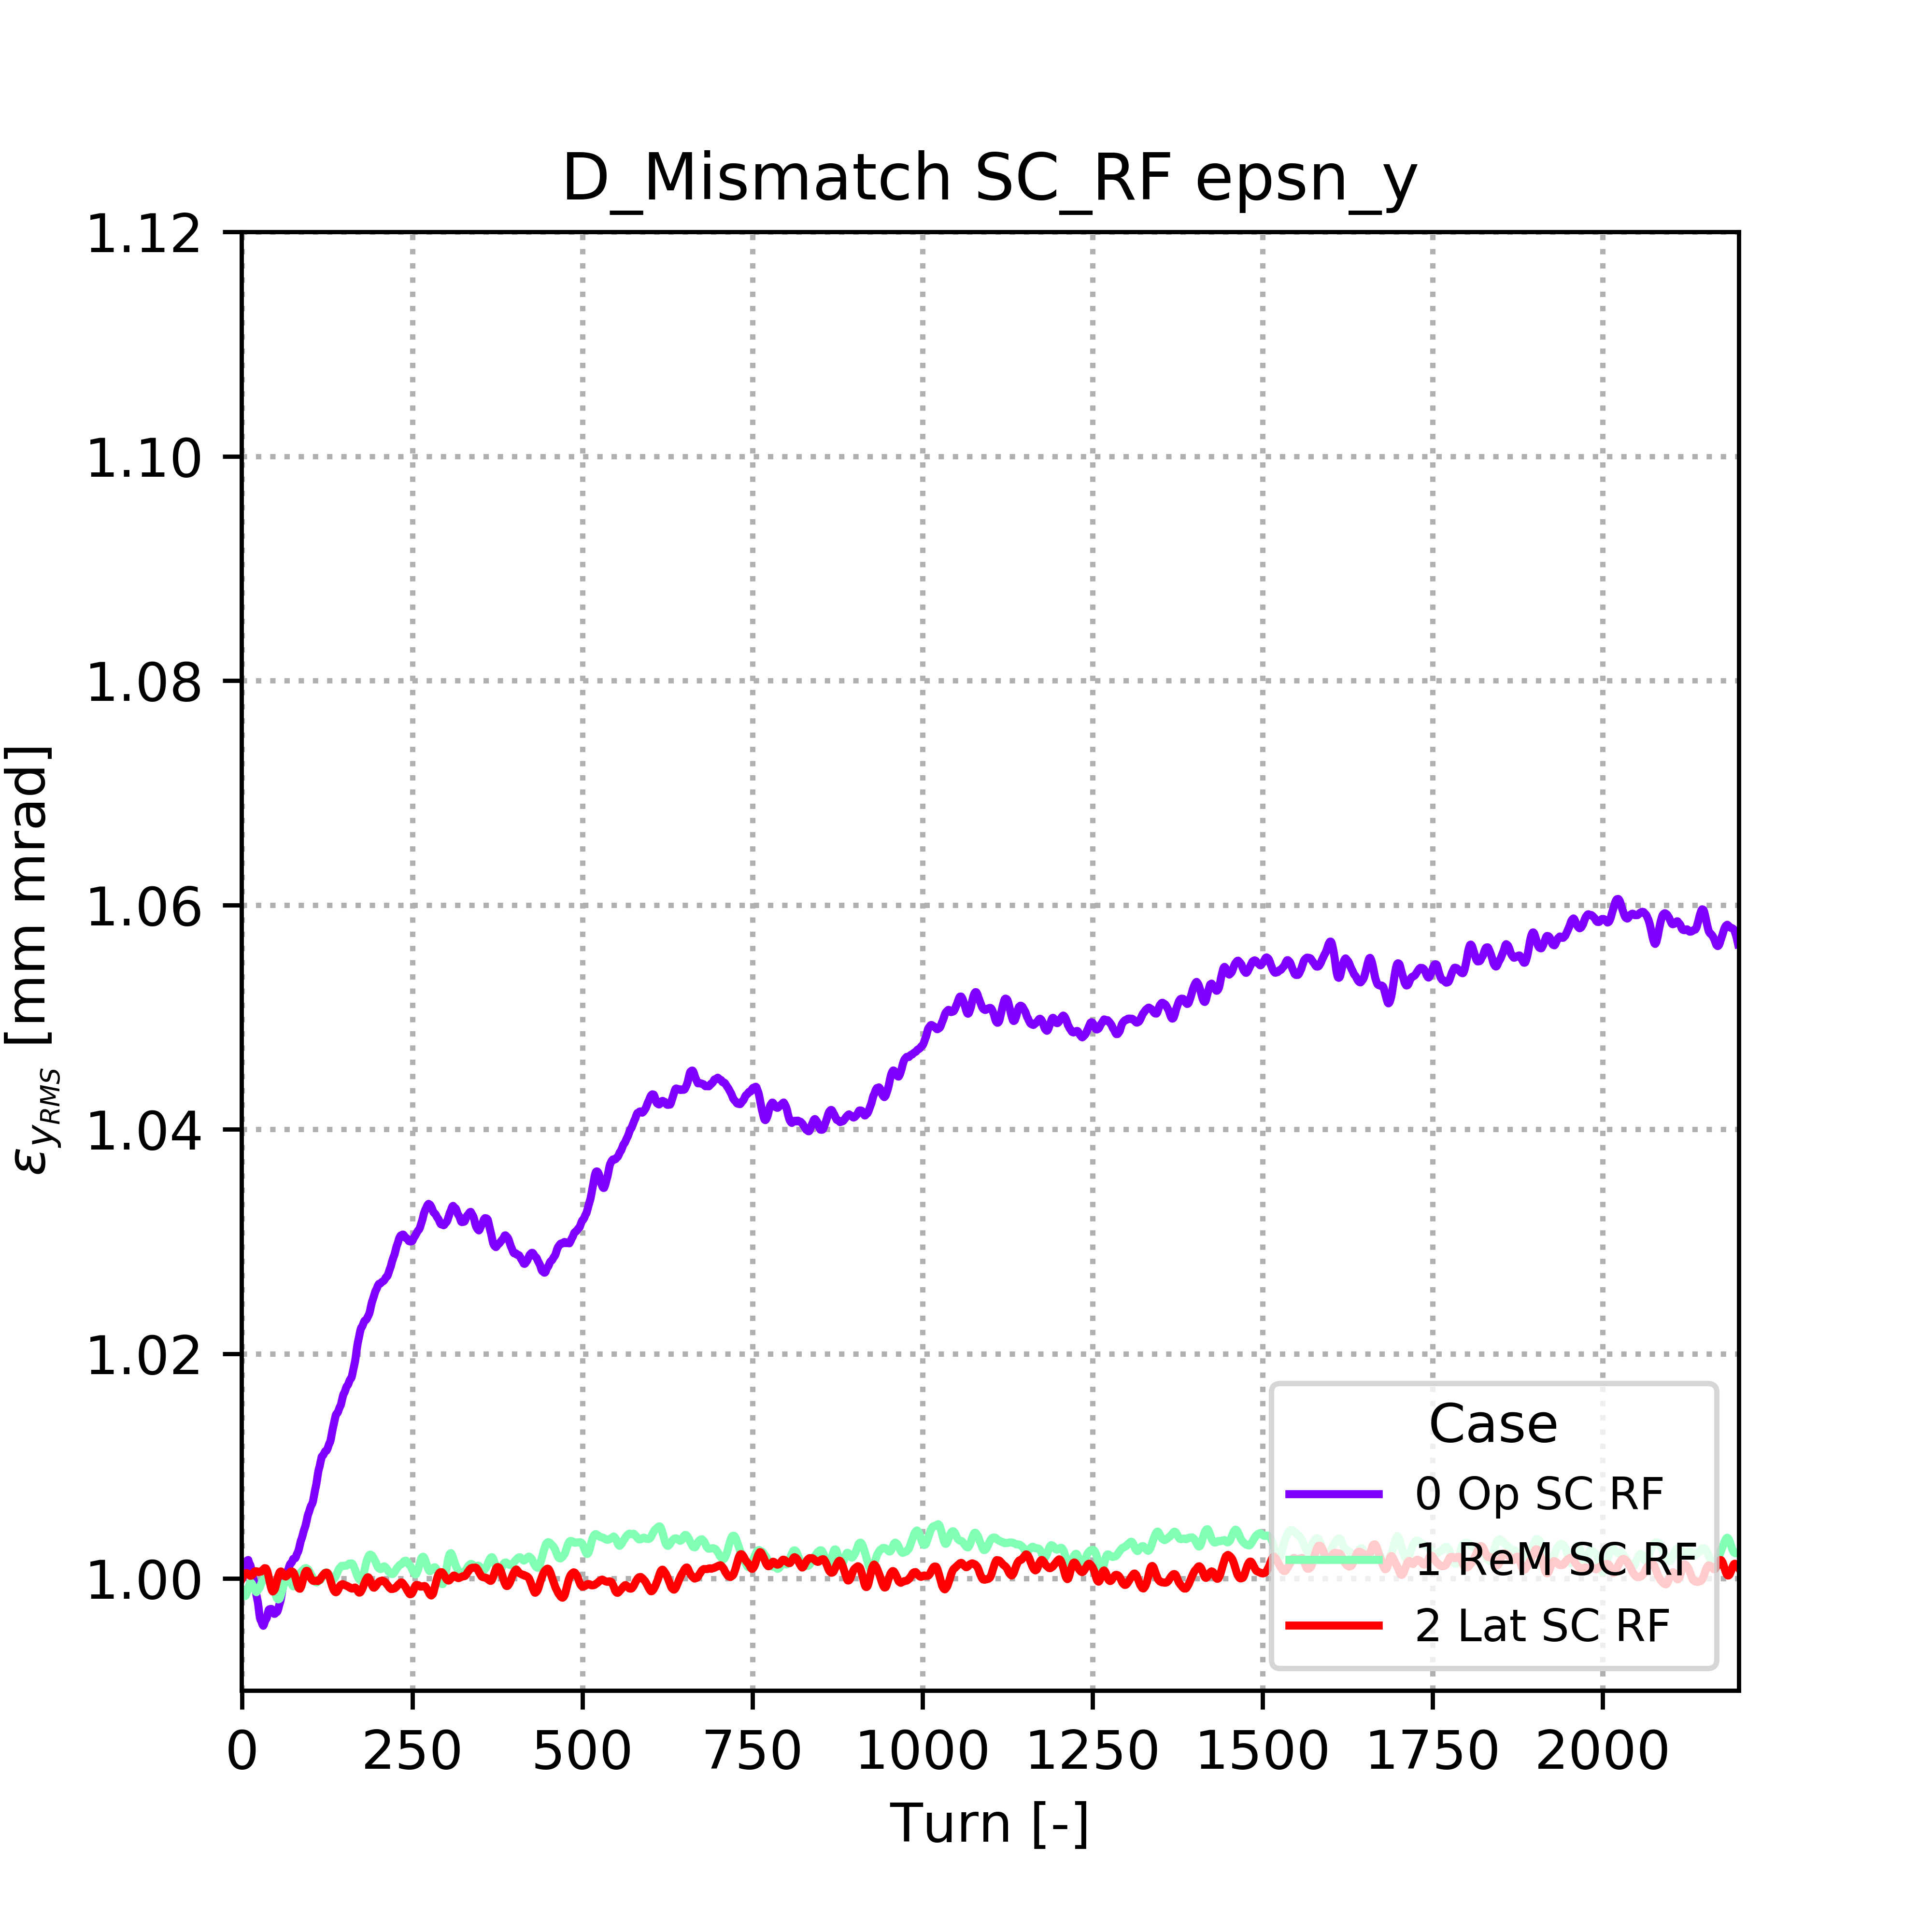 D_Mismatch SC_RF epsn_y
1.12
1.10
1.08
1.06
1.04
1.02
1.00
ε y RMS [mm mrad]
Case
0 Op SC RF
1 ReM SC RF
2 Lat SC RF
0 250 500 750 1000 1250 1500 1750 2000
Turn [-]